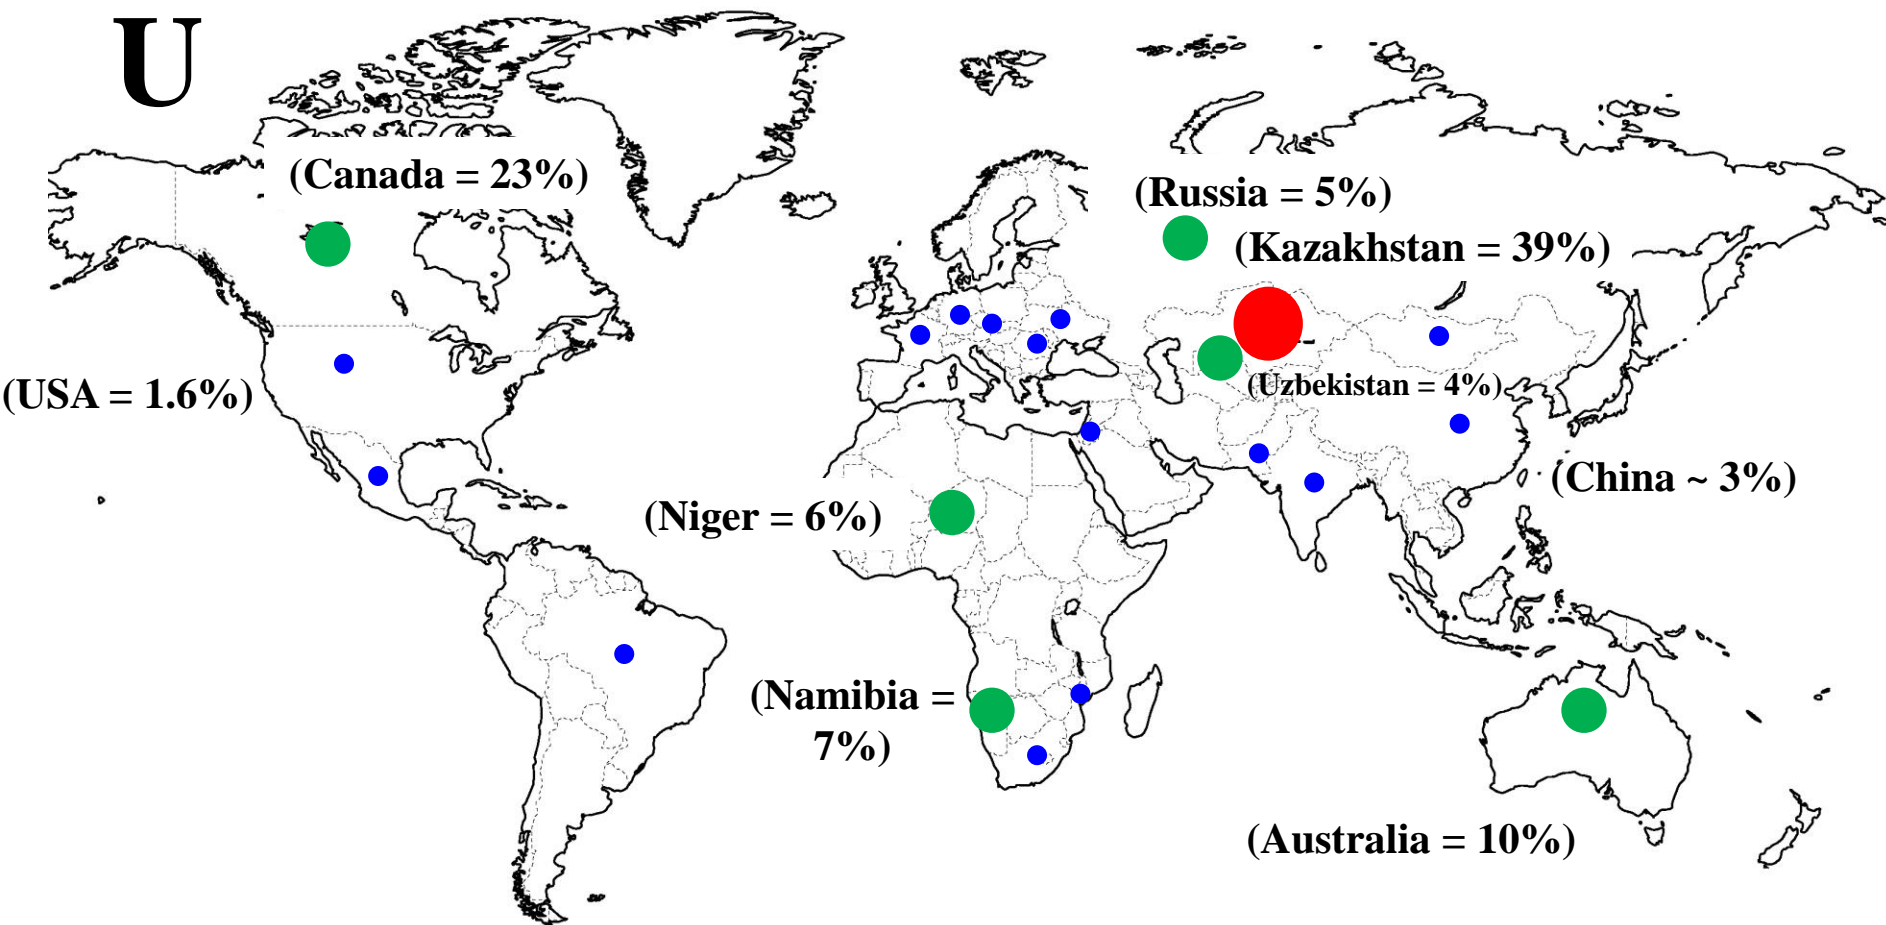 U
(Canada = 23%)
(Russia = 5%)
(Kazakhstan = 39%)
(USA = 1.6%)
(Uzbekistan = 4%)
(China ~ 3%)
(Niger = 6%)
(Namibia =
7%)
(Australia = 10%)